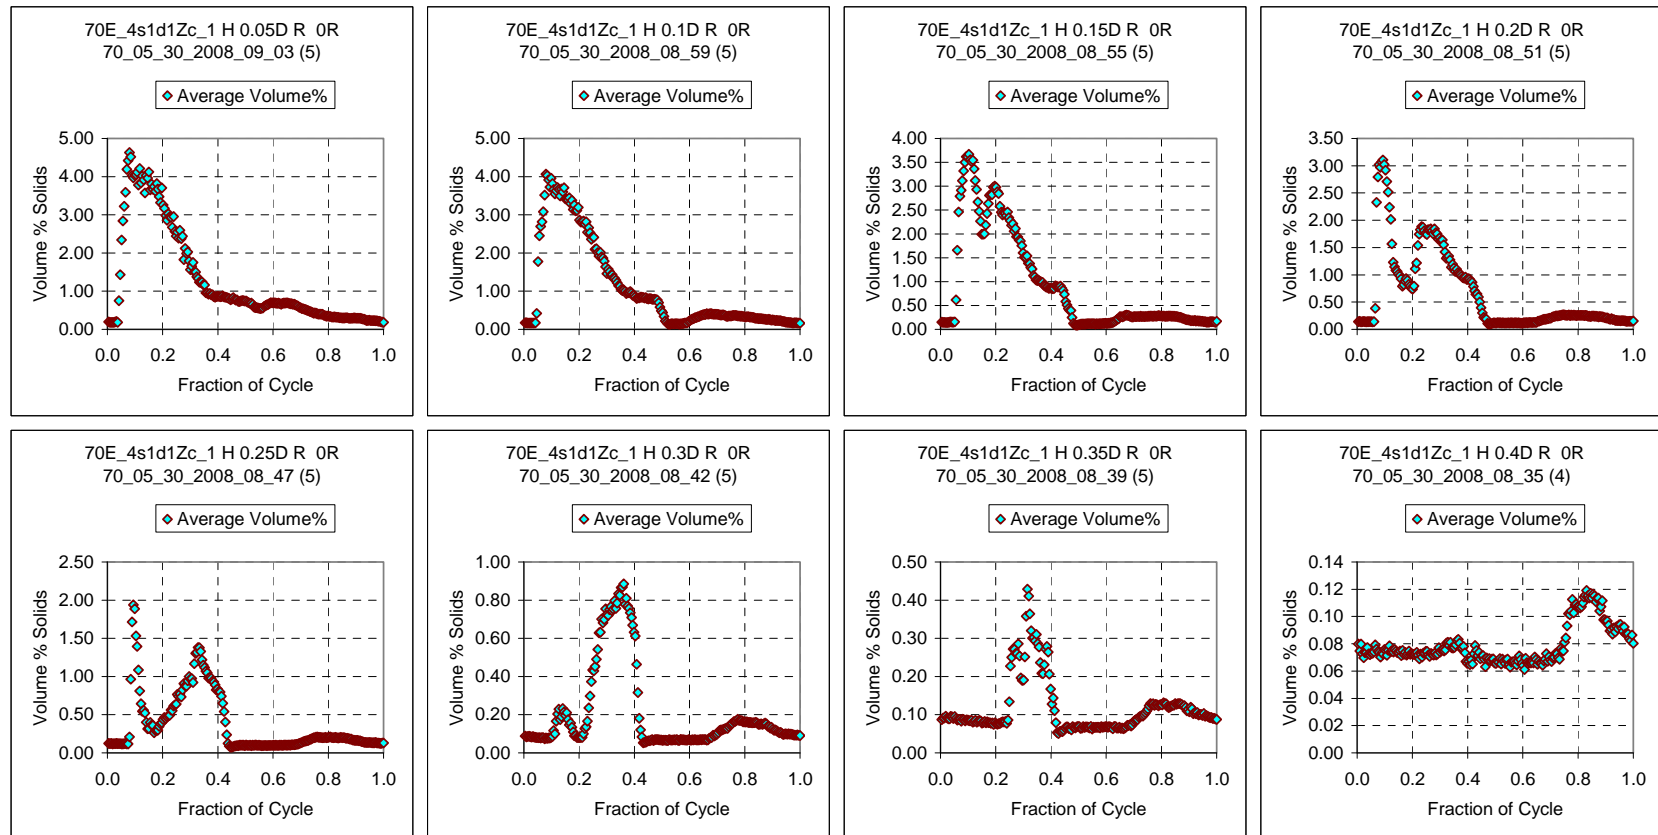 70E_4s1d1Zc_1 H 0.05D R 0R
70_05_30_2008_09_03 (5)
Average Volume%
5.00
4.00
3.00
2.00
1.00
0.00
Volume % Solids
0.0 0.2 0.4 0.6 0.8 1.0
Fraction of Cycle
70E_4s1d1Zc_1 H 0.1D R 0R
70_05_30_2008_08_59 (5)
Average Volume%
5.00
4.00
3.00
2.00
1.00
0.00
Volume % Solids
0.0 0.2 0.4 0.6 0.8 1.0
Fraction of Cycle
70E_4s1d1Zc_1 H 0.15D R 0R
70_05_30_2008_08_55 (5)
Average Volume%
4.00
3.50
3.00
2.50
2.00
1.50
1.00
0.50
0.00
Volume % Solids
0.0 0.2 0.4 0.6 0.8 1.0
Fraction of Cycle
70E_4s1d1Zc_1 H 0.2D R 0R
70_05_30_2008_08_51 (5)
Average Volume%
3.50
3.00
2.50
2.00
1.50
1.00
0.50
0.00
Volume % Solids
0.0 0.2 0.4 0.6 0.8 1.0
Fraction of Cycle
70E_4s1d1Zc_1 H 0.25D R 0R
70_05_30_2008_08_47 (5)
Average Volume%
2.50
2.00
1.50
1.00
0.50
0.00
Volume % Solids
0.0 0.2 0.4 0.6 0.8 1.0
Fraction of Cycle
70E_4s1d1Zc_1 H 0.3D R 0R
70_05_30_2008_08_42 (5)
Average Volume%
1.00
0.80
0.60
0.40
0.20
0.00
Volume % Solids
0.0 0.2 0.4 0.6 0.8 1.0
Fraction of Cycle
70E_4s1d1Zc_1 H 0.35D R 0R
70_05_30_2008_08_39 (5)
Average Volume%
0.50
0.40
0.30
0.20
0.10
0.00
Volume % Solids
0.0 0.2 0.4 0.6 0.8 1.0
Fraction of Cycle
70E_4s1d1Zc_1 H 0.4D R 0R
70_05_30_2008_08_35 (4)
Average Volume%
0.14
0.12
0.10
0.08
0.06
0.04
0.02
0.00
Volume % Solids
0.0 0.2 0.4 0.6 0.8 1.0
Fraction of Cycle